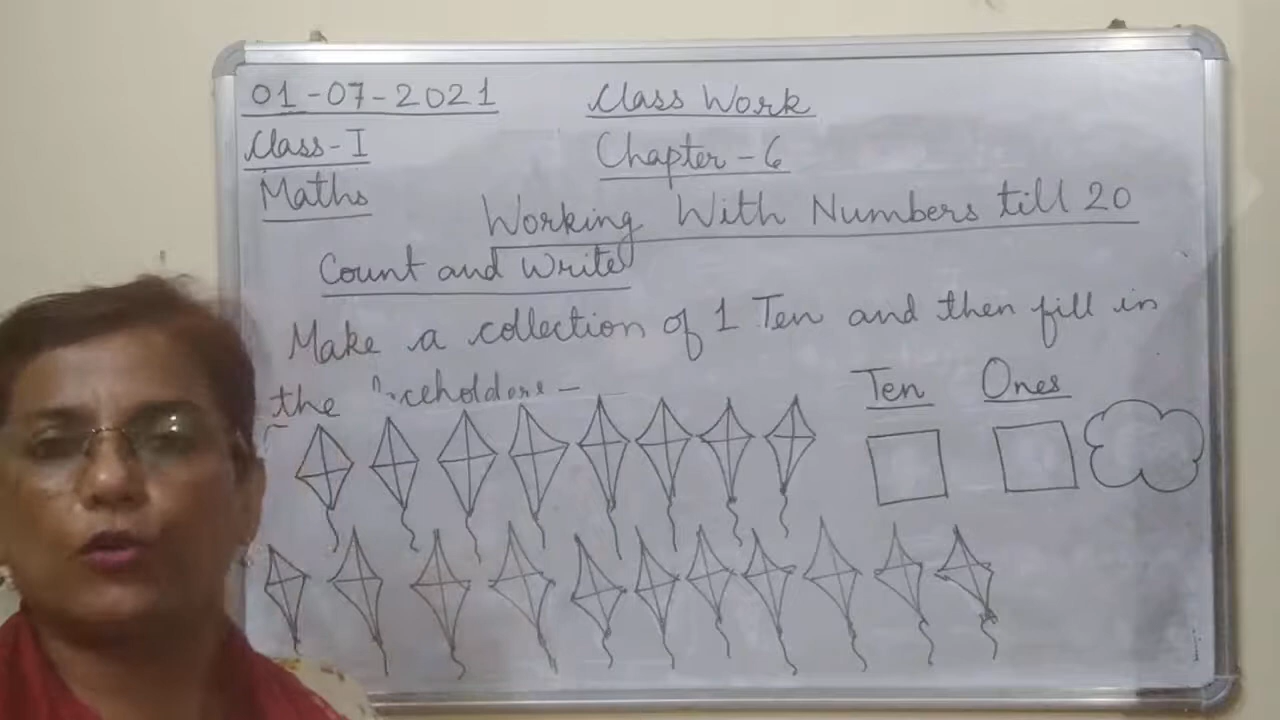 01-07-2021 Class Work
Class-I Chapter-6
Maths
Working With Numbers till 20
Count and Write
Make a collection of 1 Ten and then fill in
the -
Ten Ones